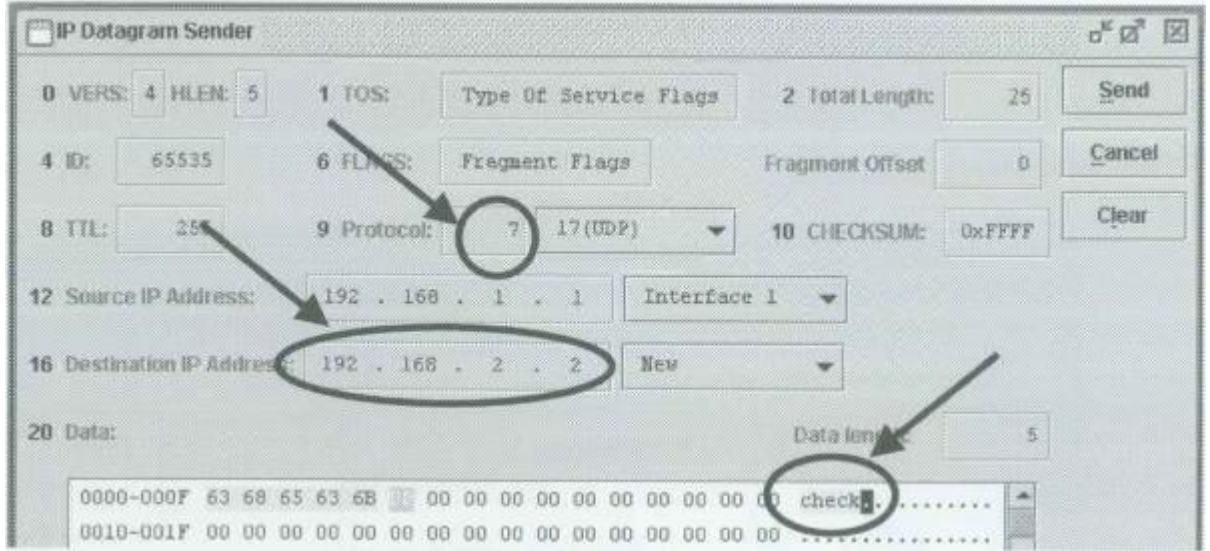 IP Datagram Sender
0 VERS: 4 HLEN: 5 1 TOS: Type Of Service Flags 2 Total Length: 25 Send
4 ID: 65535 6 FLAGS: Fragment Flags Fragment Offset 0 Cancel
8 TTL: 9 Protocol: 7 17(UDP) 10 CHECKSUM: 0xFFFF Clear
12 Source IP Address: 192 . 168 . 1 . 1 Interface 1
16 Destination IP Address: 192 . 168 . 2 . 2 New
20 Data: Data length: 5
0000-000F 63 68 65 63 6B 00 00 00 00 00 00 00 00 00 00 check...........
0010-001F 00 00 00 00 00 00 00 00 00 00 00 00 00 00 00 00 ................